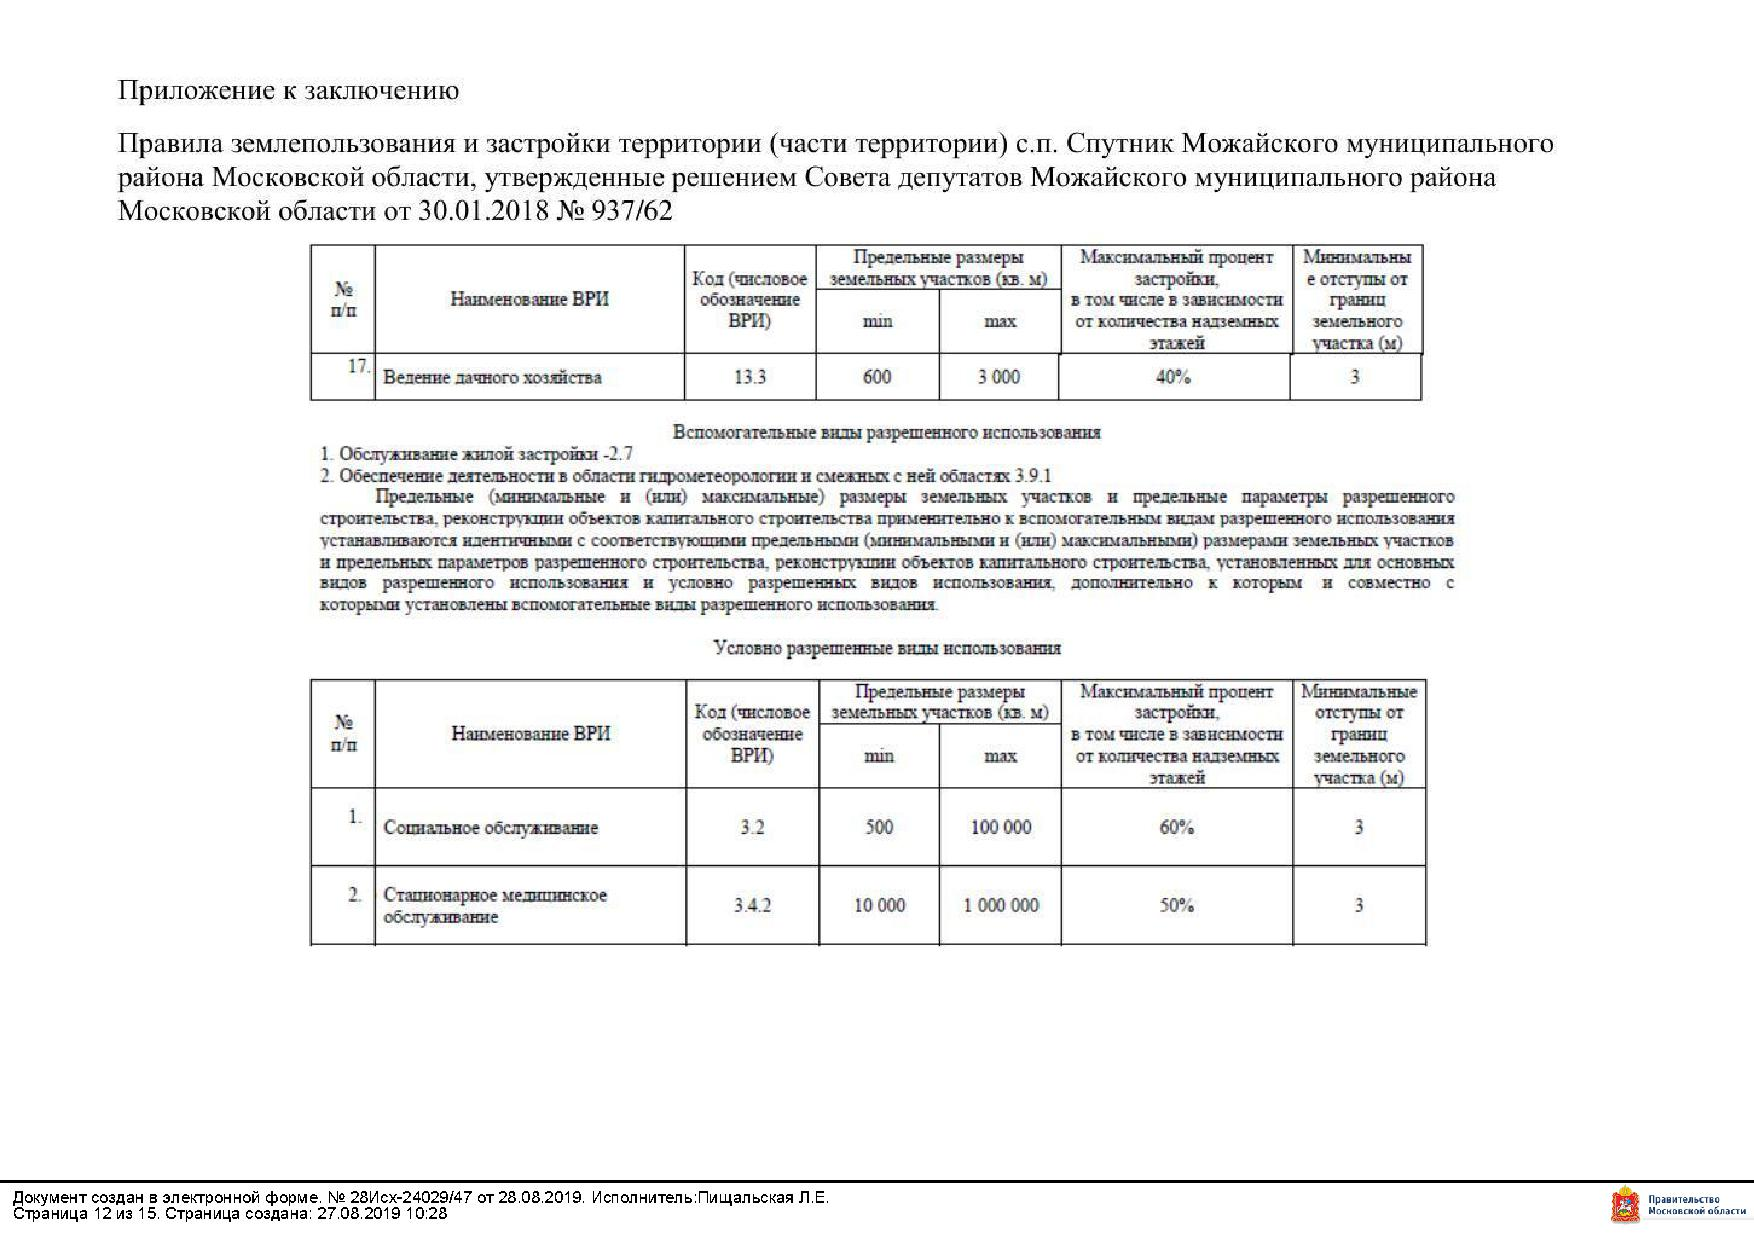 Приложение к заключению
Правила землепользования и застройки территории (части территории) с.п. Спутник Можайского муниципального
района Московской области, утвержденные решением Совета депутатов Можайского муниципального района
Московской области от 30.01.2018 № 937/62
№ п/п
Наименование ВРИ
Код (числовое обозначение ВРИ)
Предельные размеры земельных участков (кв. м)
min
max
Максимальный процент застройки, в том числе в зависимости от количества надземных этажей
Минимальны е отступы от границ земельного участка (м)
17. Ведение дачного хозяйства 13.3 600 3 000 40% 3
Вспомогательные виды разрешенного использования
1. Обслуживание жилой застройки -2.7
2. Обеспечение деятельности в области гидрометеорологии и смежных с ней областях 3.9.1
Предельные (минимальные и (или) максимальные) размеры земельных участков и предельные параметры разрешенного
строительства, реконструкции объектов капитального строительства применительно к вспомогательным видам разрешенного использования
устанавливаются идентичными с соответствующими предельными (минимальными и (или) максимальными) размерами земельных участков
и предельных параметров разрешенного строительства, реконструкции объектов капитального строительства, установленных для основных
видов разрешенного использования и условно разрешенных видов использования, дополнительно к которым и совместно с
которыми установлены вспомогательные виды разрешенного использования.
Условно разрешенные виды использования
№ п/п
Наименование ВРИ
Код (числовое обозначение ВРИ)
Предельные размеры земельных участков (кв. м)
min
max
Максимальный процент застройки, в том числе в зависимости от количества надземных этажей
Минимальные отступы от границ земельного участка (м)
1. Социальное обслуживание 3.2 500 100 000 60% 3
2. Стационарное медицинское обслуживание 3.4.2 10 000 1 000 000 50% 3
Документ создан в электронной форме. № 28Исх-24029/47 от 28.08.2019. Исполнитель:Пищальская Л.Е.
Страница 12 из 15. Страница создана: 27.08.2019 10:28
Правительство
Московской области